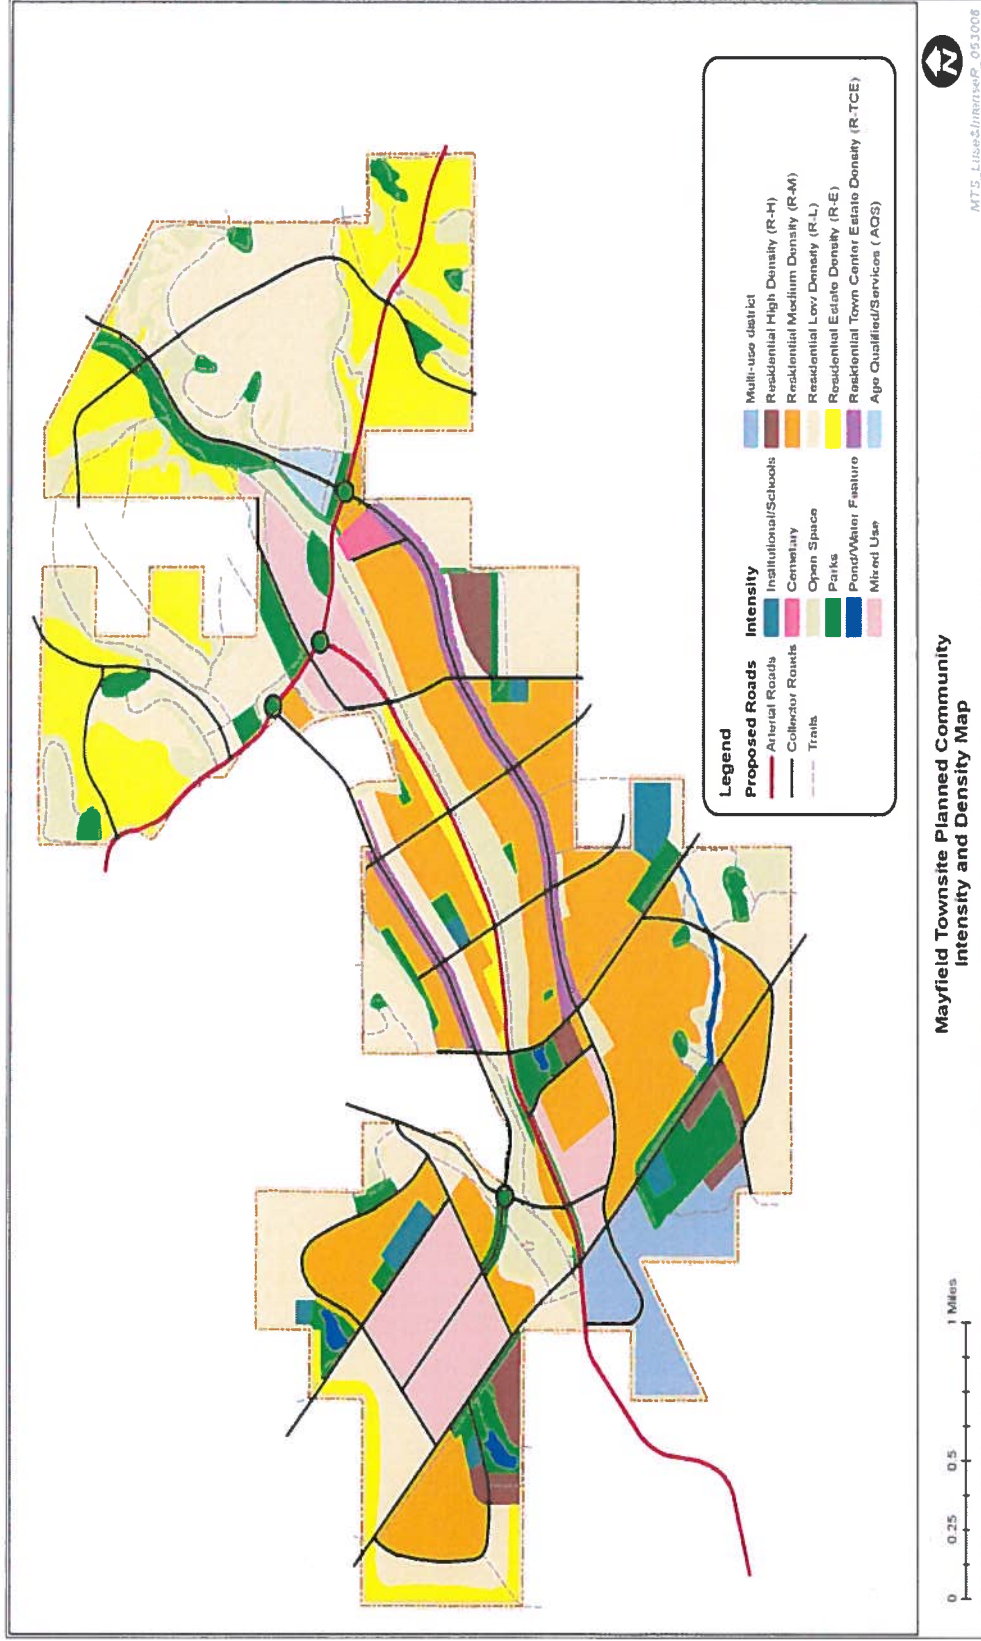 Legend
Proposed Roads
Arterial Roads
Collector Roads
Trails
Intensity
Institutional/Schools
Cemetary
Open Space
Parks
Pond/Water Feature
Mixed Use
Multi-use district
Residential High Density (R-H)
Residential Medium Density (R-M)
Residential Low Density (R-L)
Residential Estate Density (R-E)
Residential Town Center Estate Density (R-TCE)
Age Qualified/Services (AQS)
0 0.25 0.5 1 Miles
Mayfield Townsite Planned Community
Intensity and Density Map
N